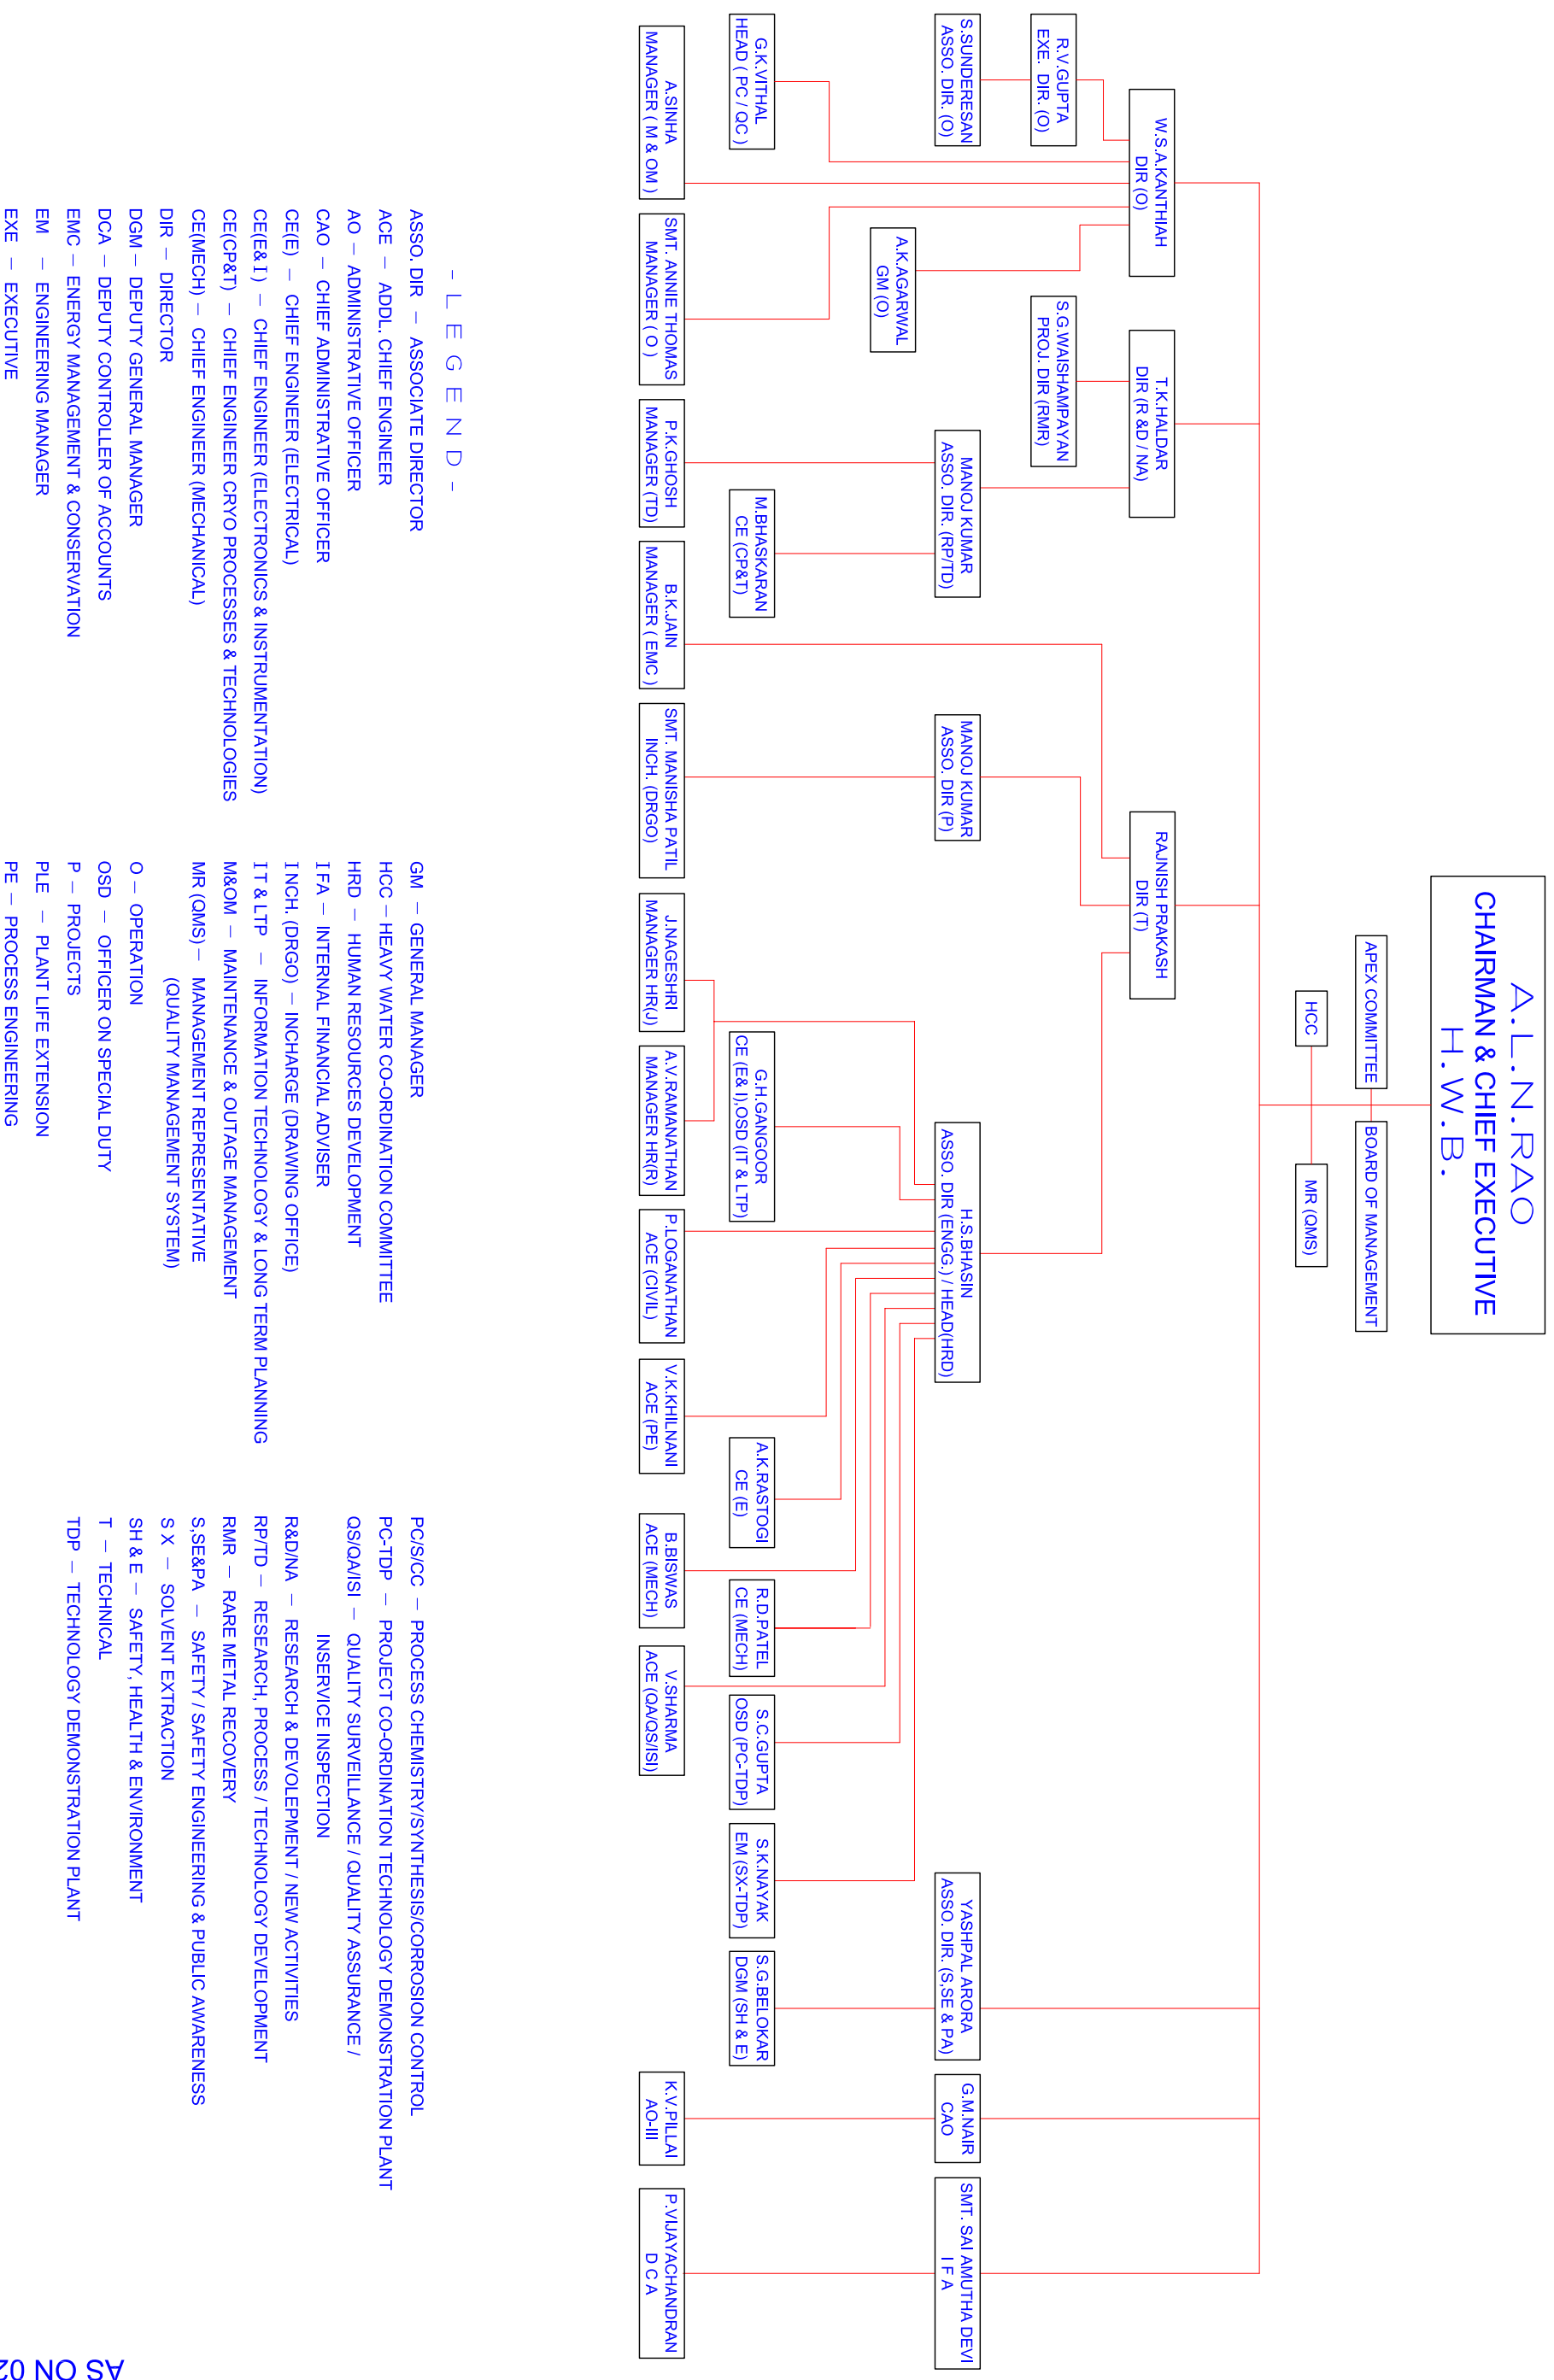 A.L.N.RAO
CHAIRMAN & CHIEF EXECUTIVE
H.W.B.
APEX COMMITTEE
BOARD OF MANAGEMENT
HCC
MR (QMS)
W.S.A.KANTHIAH
DIR (O)
T.K.HALDAR
DIR (R &D / NA)
RAJNISH PRAKASH
DIR (T)
R.V.GUPTA
EXE. DIR. (O)
S.G.WAISHAMPAYAN
PROJ. DIR (RMR)
S.SUNDERESAN
ASSO. DIR. (O)
MANOJ KUMAR
ASSO. DIR. (RP/TD)
MANOJ KUMAR
ASSO. DIR (P)
H.S.BHASIN
ASSO. DIR (ENGG.) / HEAD(HRD)
YASHPAL ARORA
ASSO. DIR. (S,SE & PA)
G.M.NAIR
CAO
SMT. SAI AMUTHA DEVI
I F A
A.K.AGARWAL
GM (O)
G.K.VITHAL
HEAD ( PC / QC )
M.BHASKARAN
CE (CP&T)
G.H.GANGOOR
CE (E& I),OSD (IT & LTP)
A.K.RASTOGI
CE (E)
R.D.PATEL
CE (MECH)
S.C.GUPTA
OSD (PC-TDP)
S.K.NAYAK
EM (SX-TDP)
S.G.BELOKAR
DGM (SH & E)
A.SINHA
MANAGER ( M & OM )
SMT. ANNIE THOMAS
MANAGER ( O )
P.K.GHOSH
MANAGER (TD)
B.K.JAIN
MANAGER ( EMC )
SMT. MANISHA PATIL
INCH. (DRGO)
J.NAGESHRI
MANAGER HR(J)
A.V.RAMANATHAN
MANAGER HR(R)
P.LOGANATHAN
ACE (CIVIL)
V.K.KHILNANI
ACE (PE)
B.BISWAS
ACE (MECH)
V.SHARMA
ACE (QA/QS/ISI)
K.V.PILLAI
AO-III
P.VIJAYACHANDRAN
D C A
- L E G E N D -
ASSO. DIR – ASSOCIATE DIRECTOR
ACE – ADDL. CHIEF ENGINEER
AO – ADMINISTRATIVE OFFICER
CAO – CHIEF ADMINISTRATIVE OFFICER
CE(E) – CHIEF ENGINEER (ELECTRICAL)
CE(E&I) – CHIEF ENGINEER (ELECTRONICS & INSTRUMENTATION)
CE(CP&T) – CHIEF ENGINEER CRYO PROCESSES & TECHNOLOGIES
CE(MECH) – CHIEF ENGINEER (MECHANICAL)
DIR – DIRECTOR
DGM – DEPUTY GENERAL MANAGER
DCA – DEPUTY CONTROLLER OF ACCOUNTS
EMC – ENERGY MANAGEMENT & CONSERVATION
EM – ENGINEERING MANAGER
EXE – EXECUTIVE
GM – GENERAL MANAGER
HCC – HEAVY WATER CO-ORDINATION COMMITTEE
HRD – HUMAN RESOURCES DEVELOPMENT
IFA – INTERNAL FINANCIAL ADVISER
INCH. (DRGO) – INCHARGE (DRAWING OFFICE)
IT & LTP – INFORMATION TECHNOLOGY & LONG TERM PLANNING
M&OM – MAINTENANCE & OUTAGE MANAGEMENT
MR (QMS) – MANAGEMENT REPRESENTATIVE
(QUALITY MANAGEMENT SYSTEM)
O – OPERATION
OSD – OFFICER ON SPECIAL DUTY
P – PROJECTS
PLE – PLANT LIFE EXTENSION
PE – PROCESS ENGINEERING
PC/S/CC – PROCESS CHEMISTRY/SYNTHESIS/CORROSION CONTROL
PC-TDP – PROJECT CO-ORDINATION TECHNOLOGY DEMONSTRATION PLANT
QS/QA/ISI – QUALITY SURVEILLANCE / QUALITY ASSURANCE /
INSERVICE INSPECTION
R&D/NA – RESEARCH & DEVOLEPMENT / NEW ACTIVITIES
RP/TD – RESEARCH, PROCESS / TECHNOLOGY DEVELOPMENT
RMR – RARE METAL RECOVERY
S,SE&PA – SAFETY / SAFETY ENGINEERING & PUBLIC AWARENESS
S X – SOLVENT EXTRACTION
SH & E – SAFETY, HEALTH & ENVIRONMENT
T – TECHNICAL
TDP – TECHNOLOGY DEMONSTRATION PLANT
AS ON 02